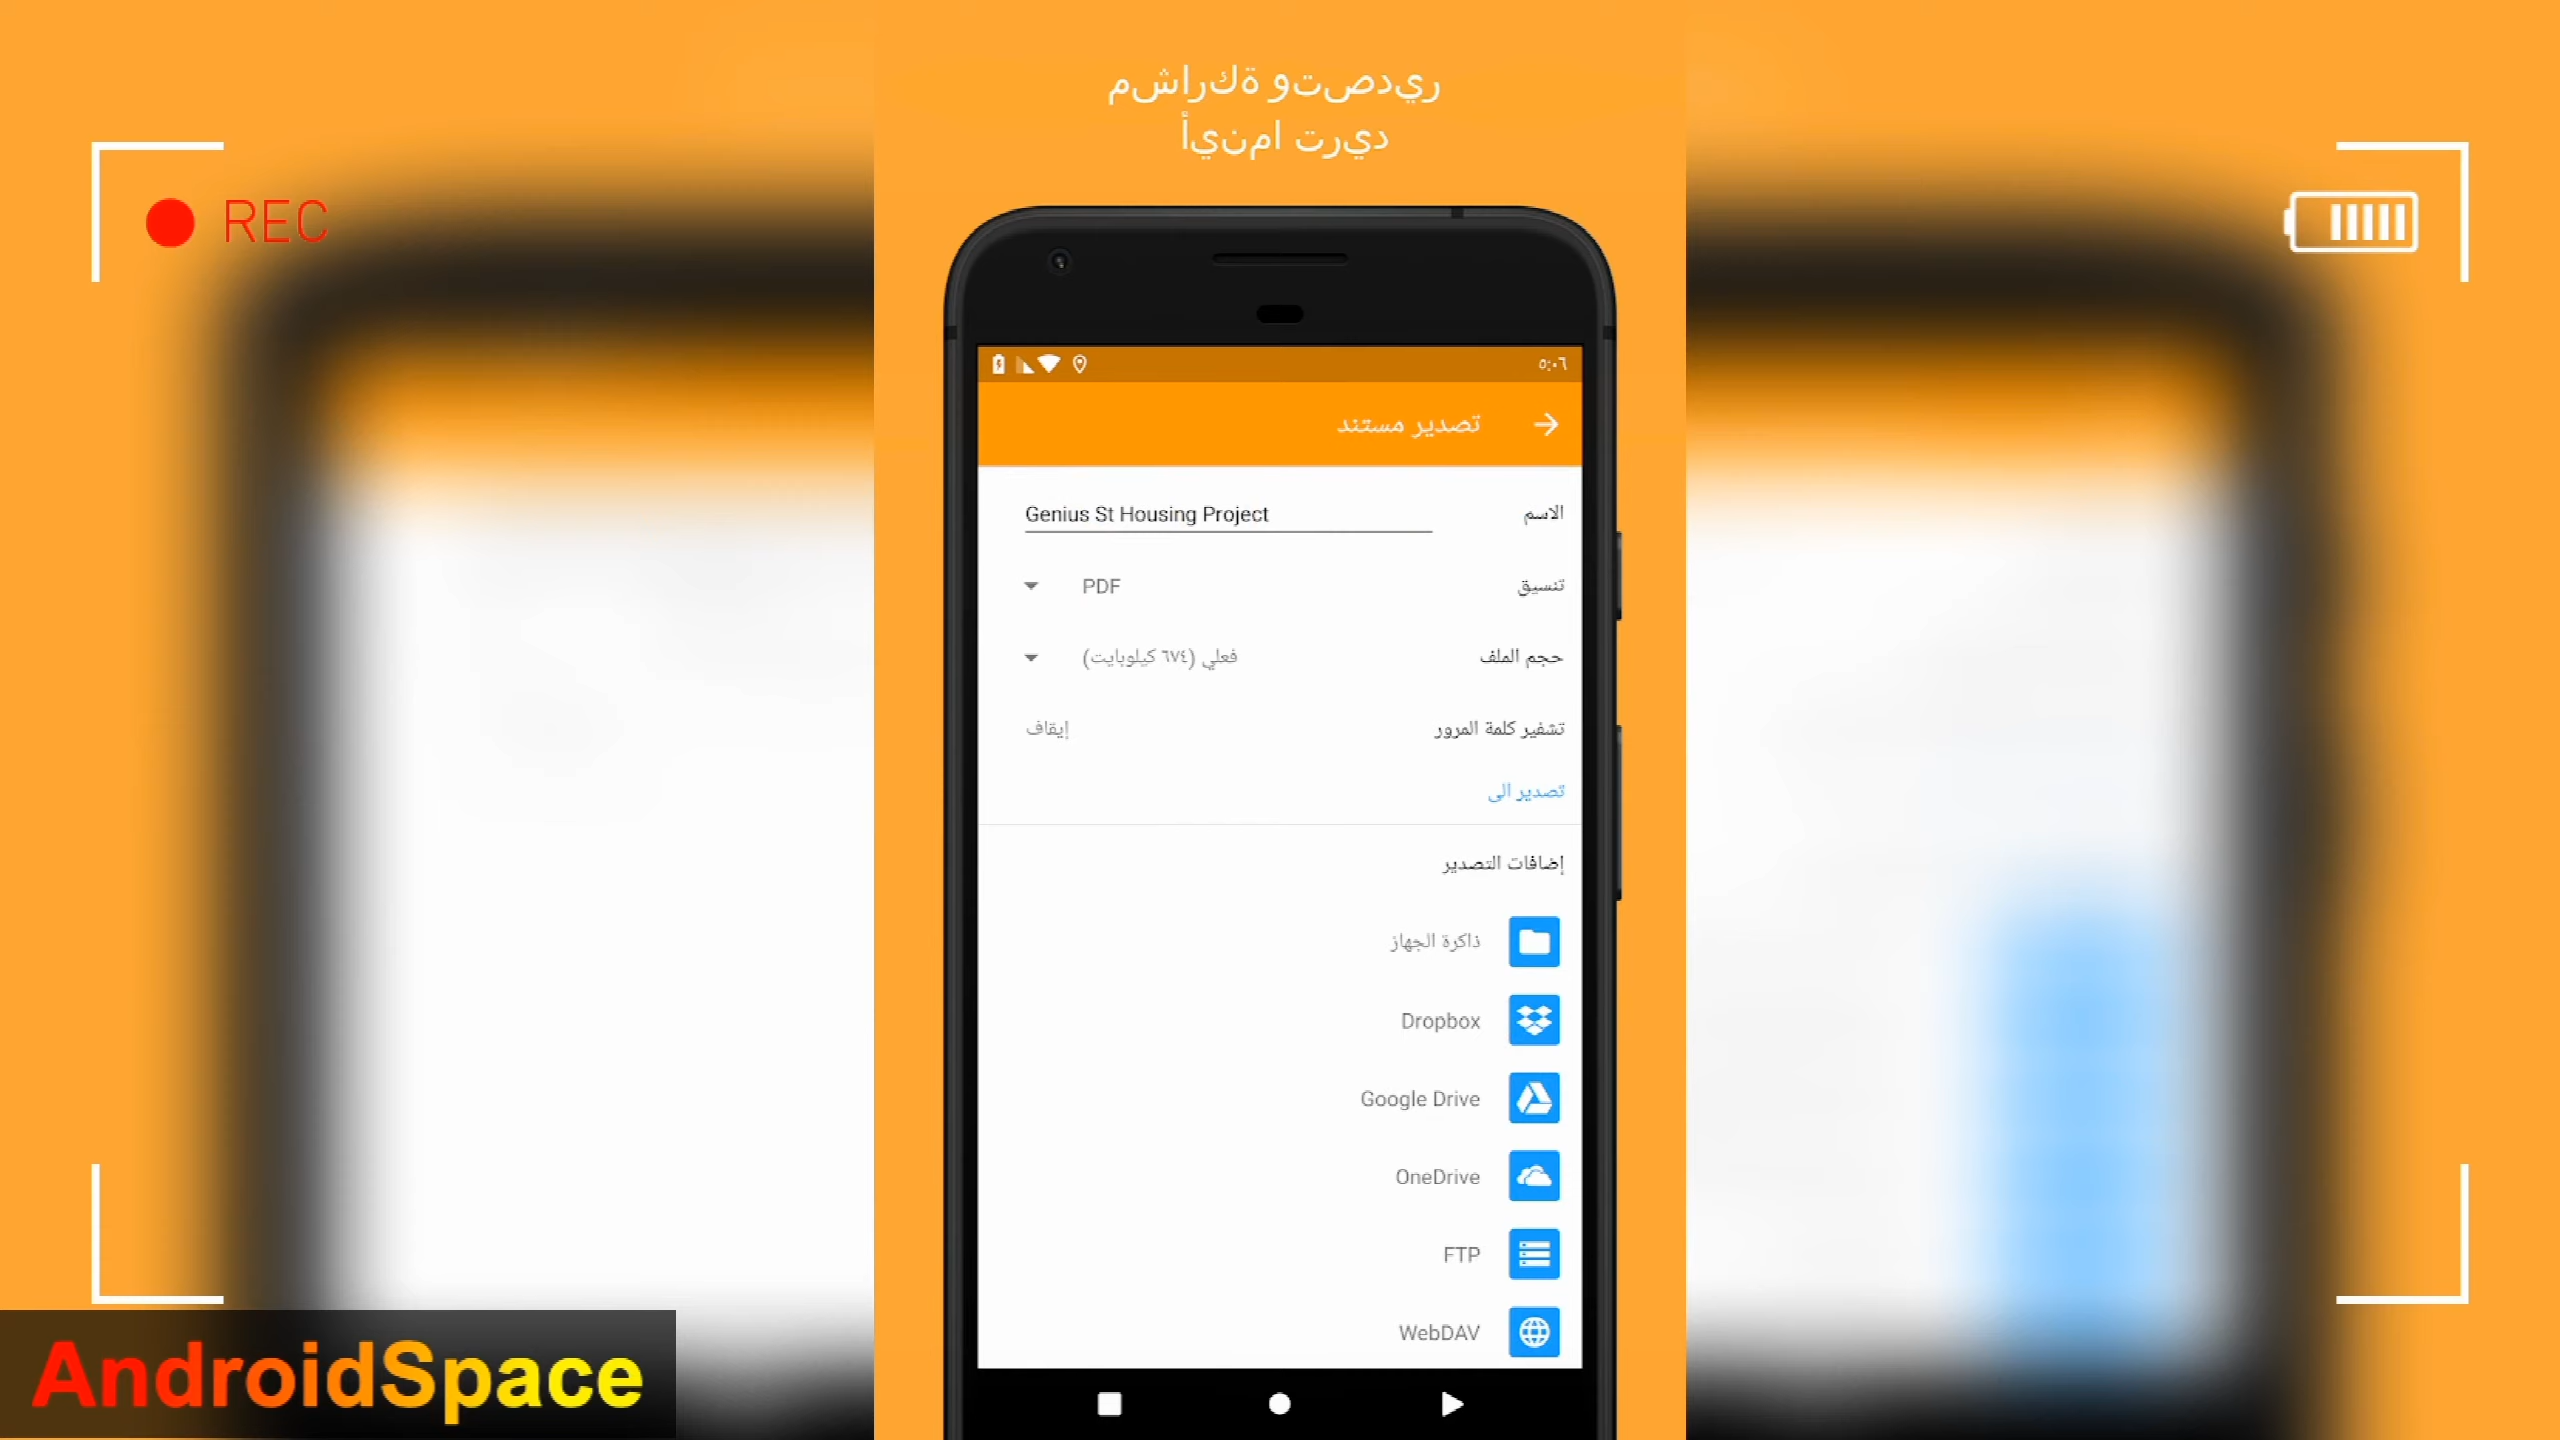 مشاركة وتصدير
أينما تريد
REC
٥:٠٦
تصدير مستند
الاسم Genius St Housing Project
تنسيق PDF
حجم الملف فعلي (٦٧٤ كيلوبايت)
تشفير كلمة المرور إيقاف
تصدير الى
إضافات التصدير
ذاكرة الجهاز
Dropbox
Google Drive
OneDrive
FTP
WebDAV
AndroidSpace